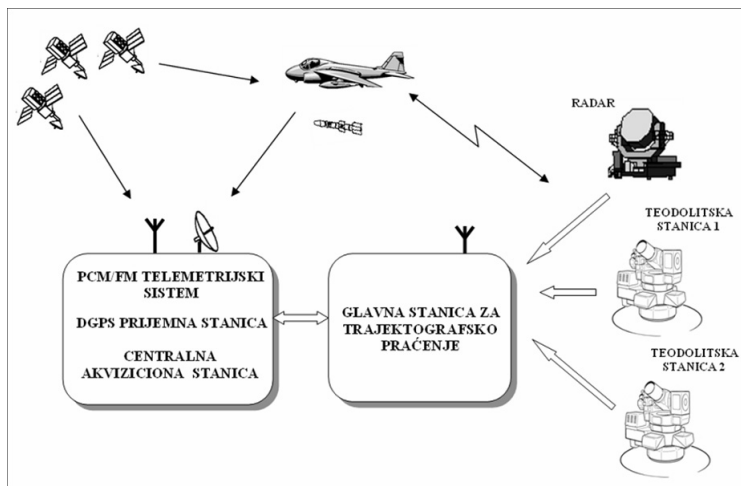 RADAR
TEODOLITSKA
STANICA 1
PCM/FM TELEMETRIJSKI
SISTEM
DGPS PRIJEMNA STANICA
CENTRALNA
AKVIZICIONA STANICA
GLAVNA STANICA ZA
TRAJEKTOGRAFSKO
PRAĆENJE
TEODOLITSKA
STANICA 2